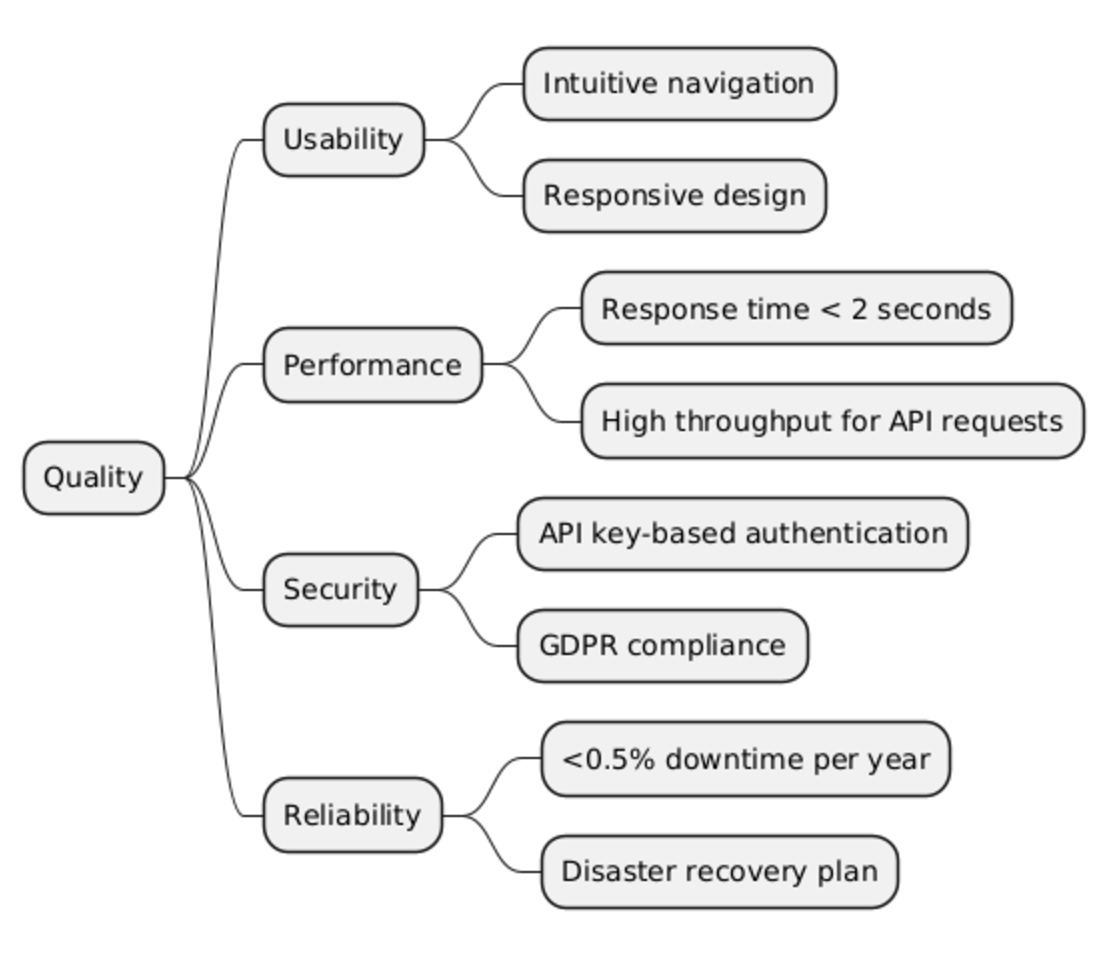 Quality
Usability
Intuitive navigation
Responsive design
Performance
Response time < 2 seconds
High throughput for API requests
Security
API key-based authentication
GDPR compliance
Reliability
<0.5% downtime per year
Disaster recovery plan